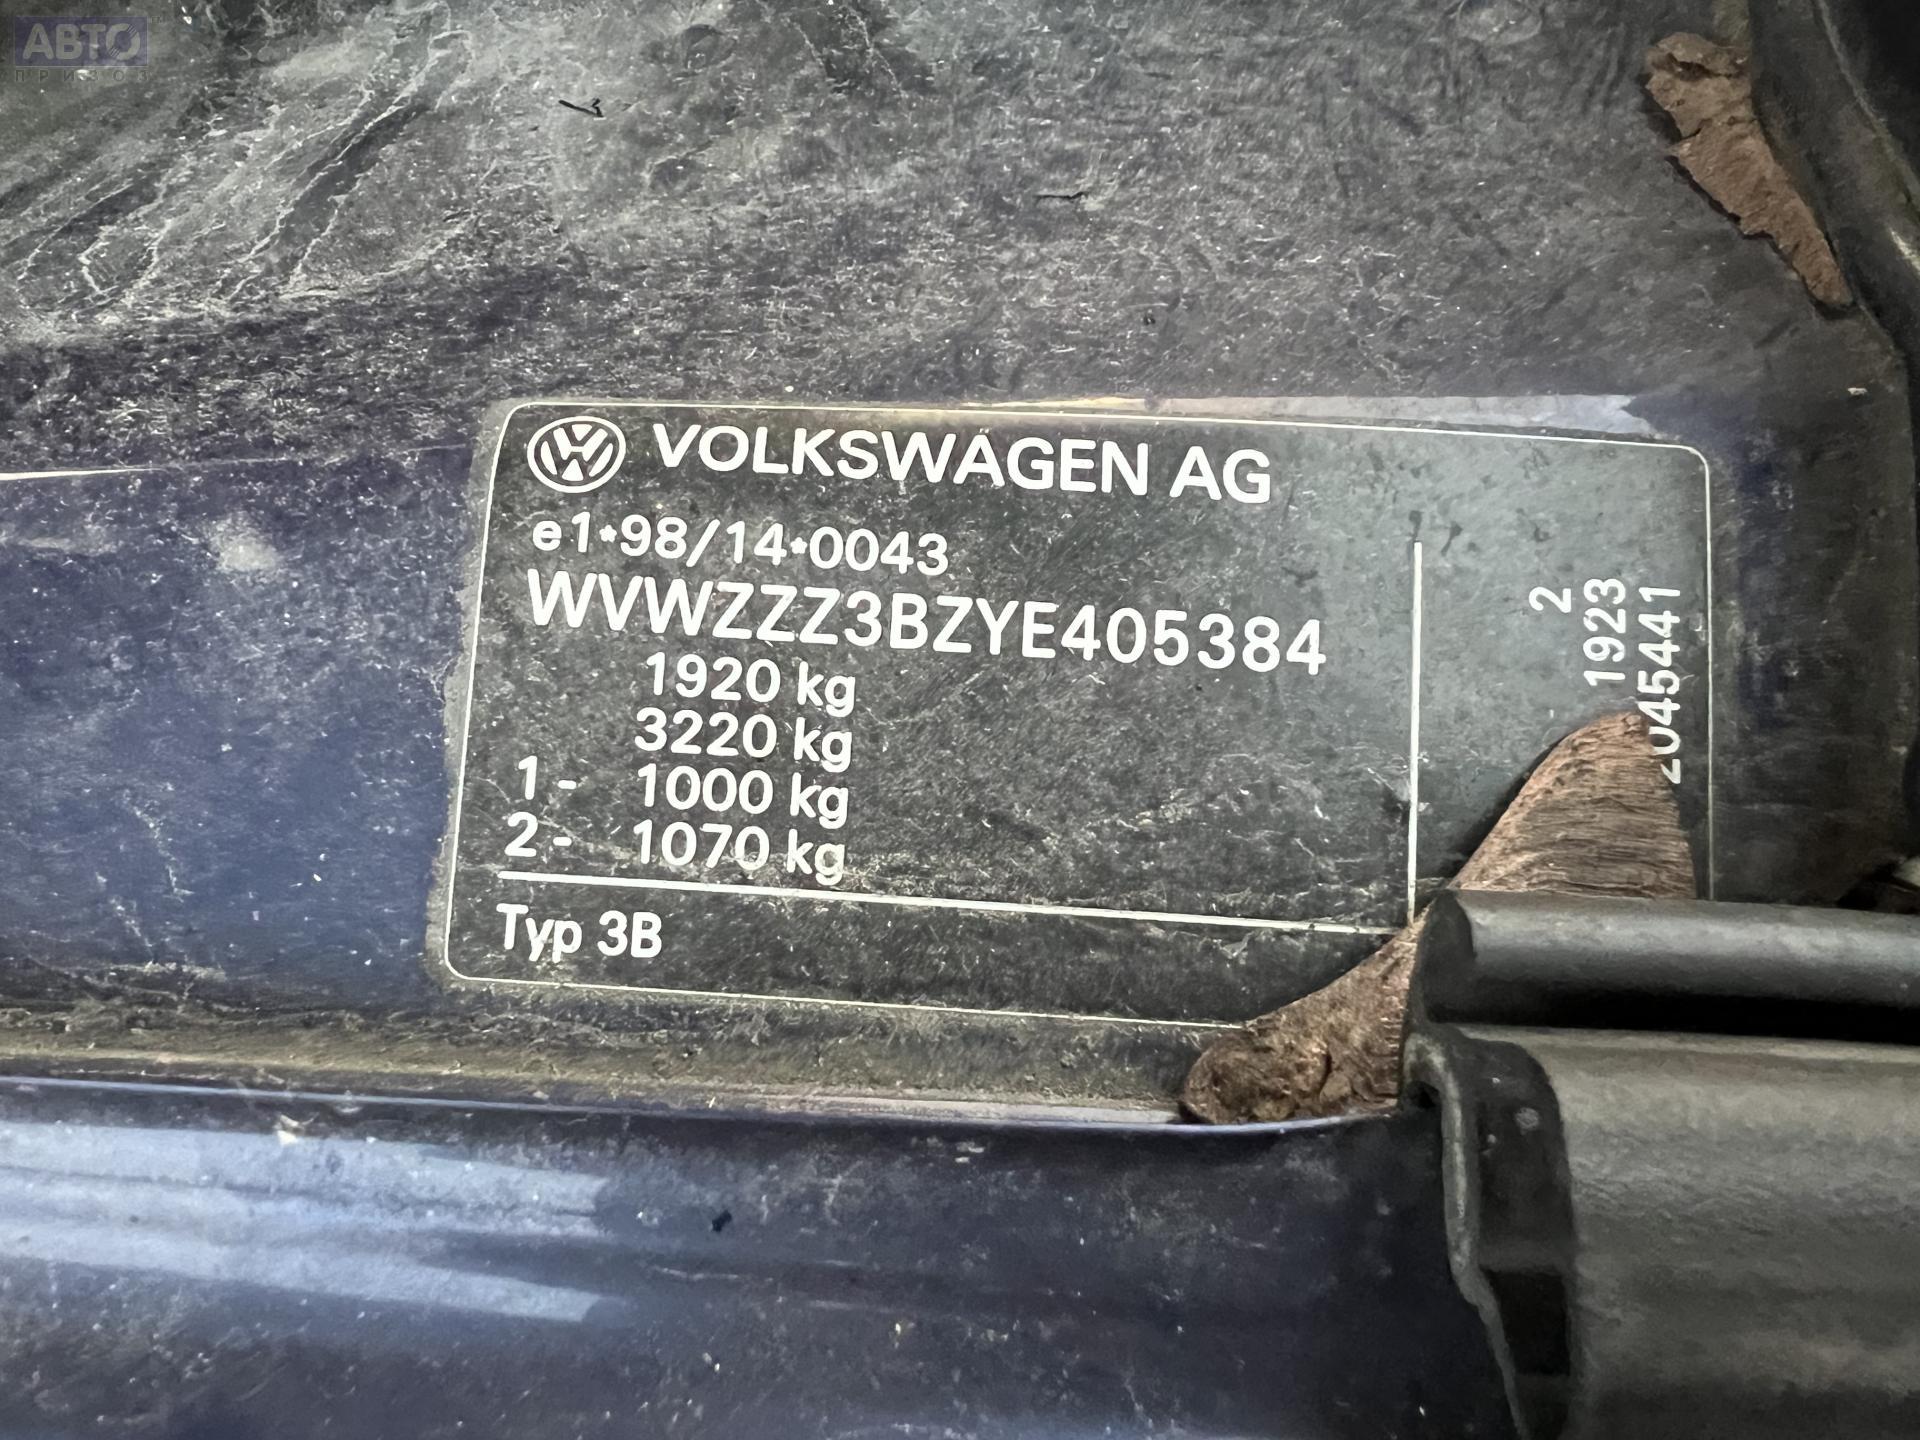 АВТО
ПРИВОЗ
VOLKSWAGEN AG
e1*98/14*0043
WVWZZZ3BZYE405384
1920 kg
3220 kg
1- 1000 kg
2- 1070 kg
Typ 3B
2
1923
2045441